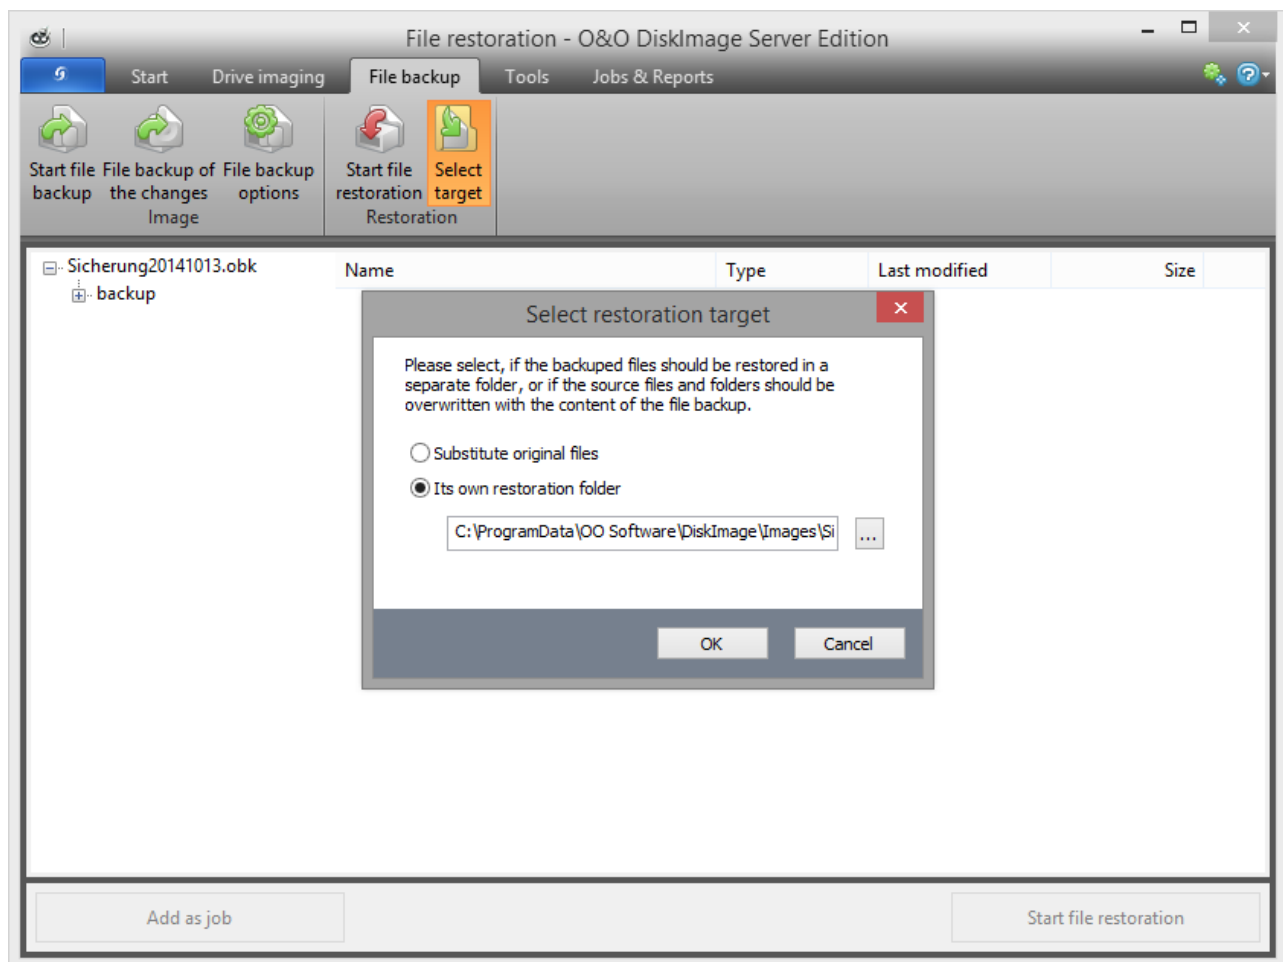 File restoration - O&O DiskImage Server Edition
Start Drive imaging File backup Tools Jobs & Reports
Start file backup
File backup of the changes
File backup options
Image
Start file restoration
Select target
Restoration
Sicherung20141013.obk
backup
Name Type Last modified Size
Select restoration target
Please select, if the backuped files should be restored in a
separate folder, or if the source files and folders should be
overwritten with the content of the file backup.
Substitute original files
Its own restoration folder
C:\ProgramData\OO Software\DiskImage\Images\Si
...
OK Cancel
Add as job Start file restoration